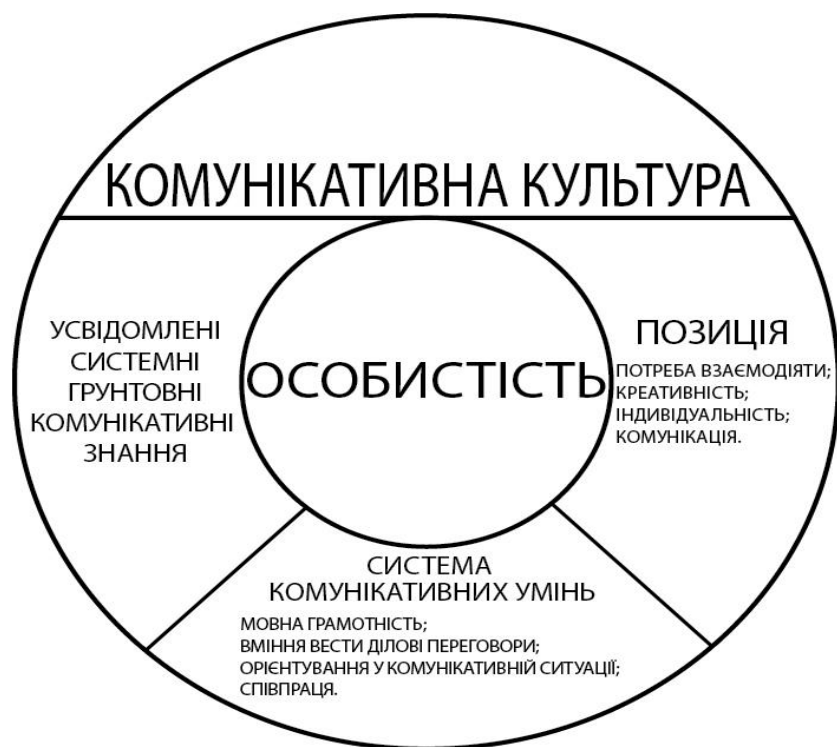 КОМУНІКАТИВНА КУЛЬТУРА
УСВІДОМЛЕНІ
СИСТЕМНІ
ГРУНТОВНІ
КОМУНІКАТИВНІ
ЗНАННЯ
ОСОБИСТІСТЬ
ПОЗИЦІЯ
ПОТРЕБА ВЗАЄМОДІЯТИ;
КРЕАТИВНІСТЬ;
ІНДИВІДУАЛЬНІСТЬ;
КОМУНІКАЦІЯ.
СИСТЕМА
КОМУНІКАТИВНИХ УМІНЬ
МОВНА ГРАМОТНІСТЬ;
ВМІННЯ ВЕСТИ ДІЛОВІ ПЕРЕГОВОРИ;
ОРІЄНТУВАННЯ У КОМУНІКАТИВНІЙ СИТУАЦІЇ;
СПІВПРАЦЯ.